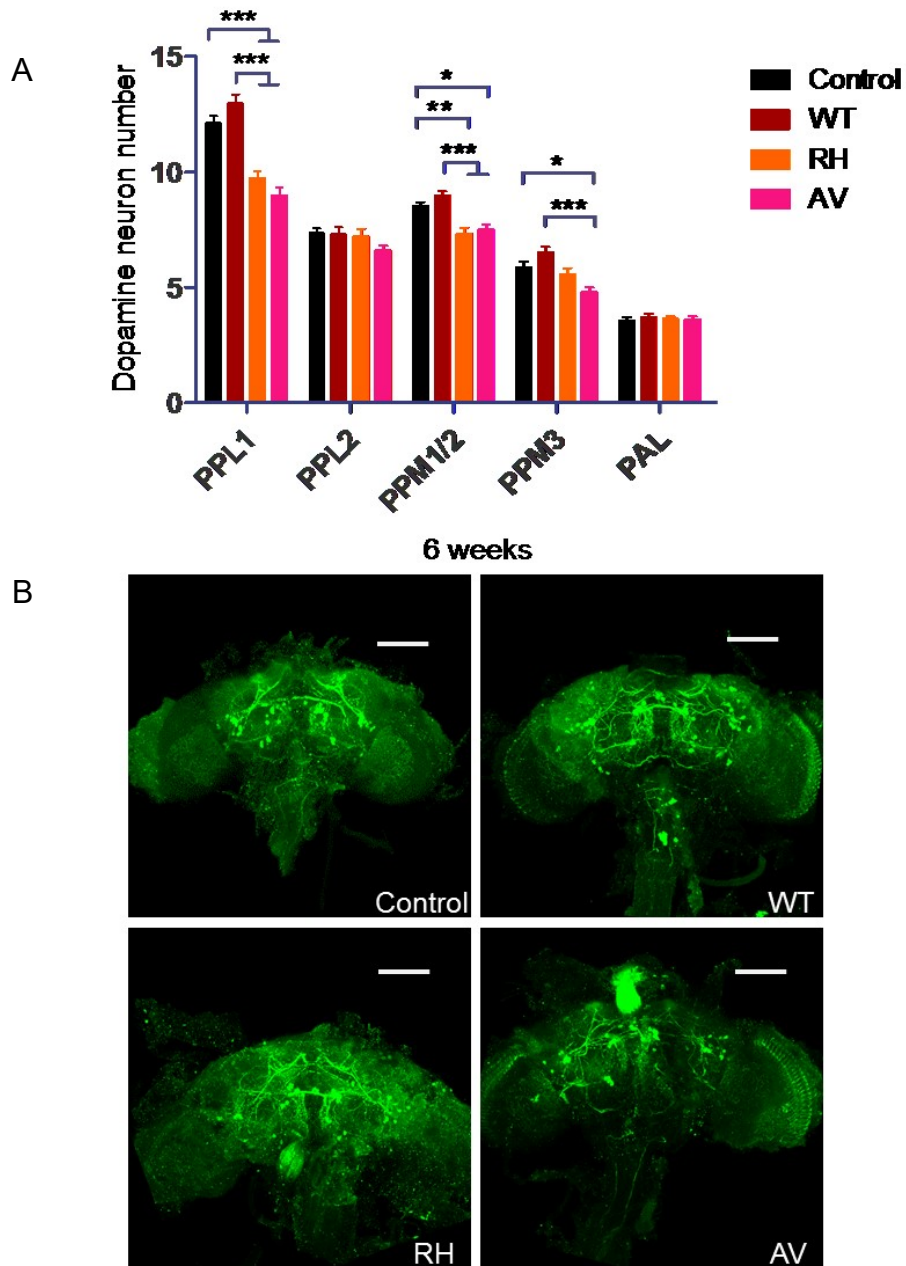 A
***
***
*
**
***
*
***
15
10
5
0
Dopamine neuron number
Control
WT
RH
AV
PPL1
PPL2
PPM1/2
PPM3
PAL
6 weeks
B
Control
WT
RH
AV